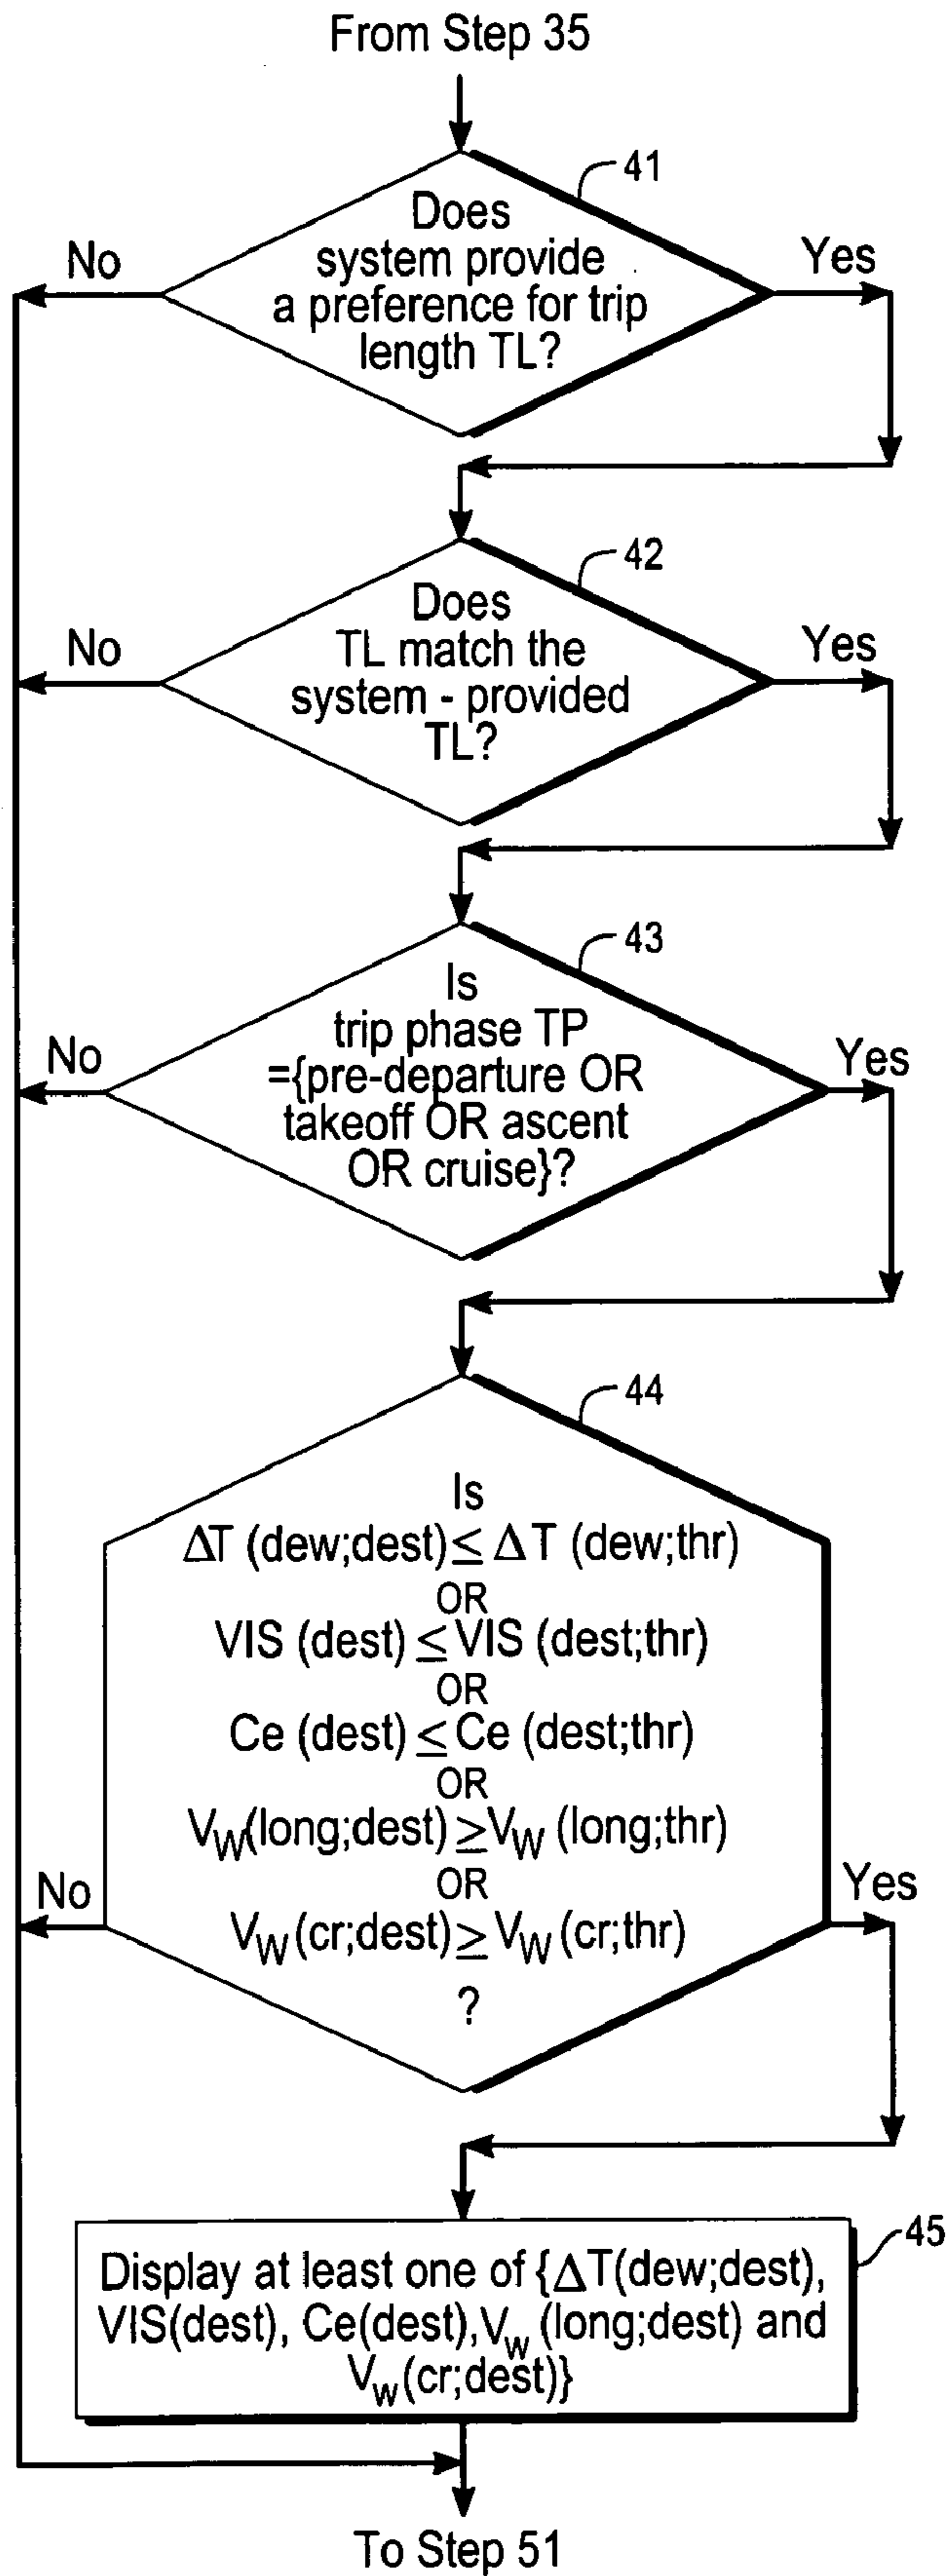 From Step 35
41
Does
system provide
a preference for trip
length TL?
No
Yes
42
Does
TL match the
system - provided
TL?
No
Yes
43
Is
trip phase TP
={pre-departure OR
takeoff OR ascent
OR cruise}?
No
Yes
44
Is
ΔT (dew;dest) ≤ ΔT (dew;thr)
OR
VIS (dest) ≤ VIS (dest;thr)
OR
Ce (dest) ≤ Ce (dest;thr)
OR
VW(long;dest) ≥ VW (long;thr)
OR
VW(cr;dest) ≥ VW(cr;thr)
?
No
Yes
45
Display at least one of {ΔT(dew;dest),
VIS(dest), Ce(dest),Vw (long;dest) and
Vw(cr;dest)}
To Step 51